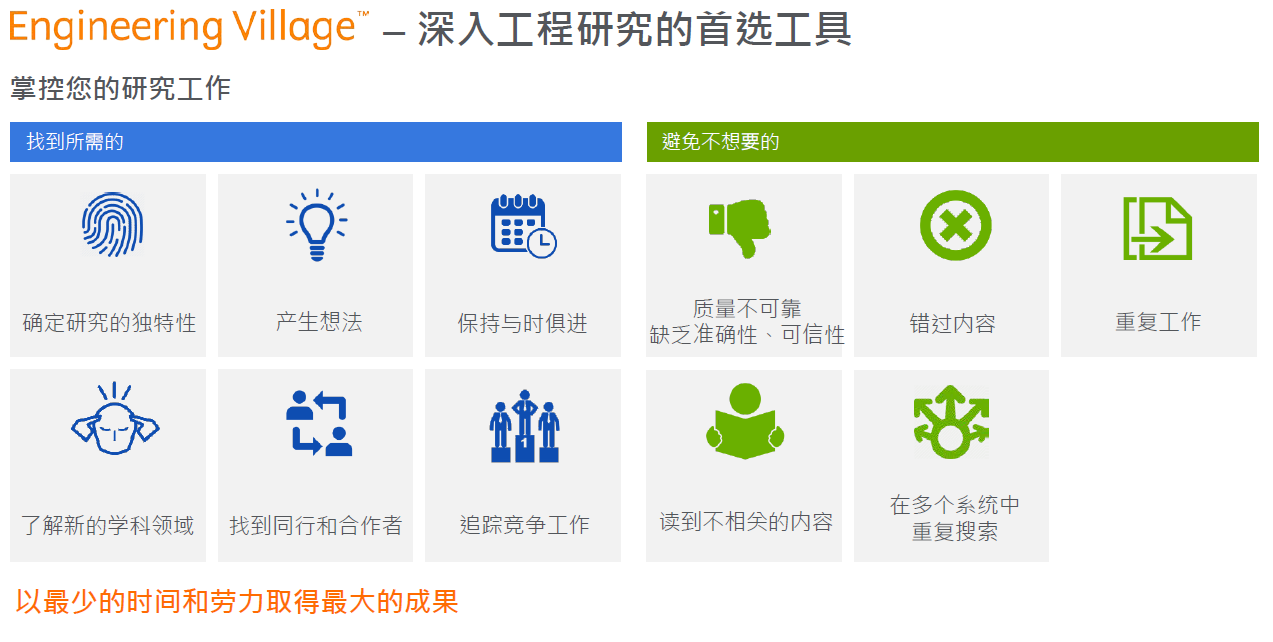 Engineering Village™ – 深入工程研究的首选工具
掌控您的研究工作
找到所需的
避免不想要的
确定研究的独特性
产生想法
保持与时俱进
质量不可靠
缺乏准确性、可信性
错过内容
重复工作
了解新的学科领域
找到同行和合作者
追踪竞争工作
读到不相关的内容
在多个系统中
重复搜索
以最少的时间和劳力取得最大的成果